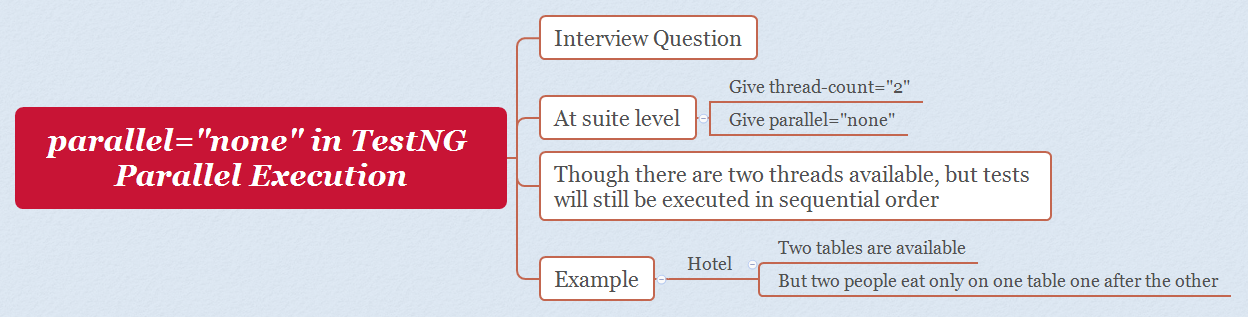 parallel="none" in TestNG
Parallel Execution
Interview Question
At suite level
Give thread-count="2"
Give parallel="none"
Though there are two threads available, but tests
will still be executed in sequential order
Example
Hotel
Two tables are available
But two people eat only on one table one after the other